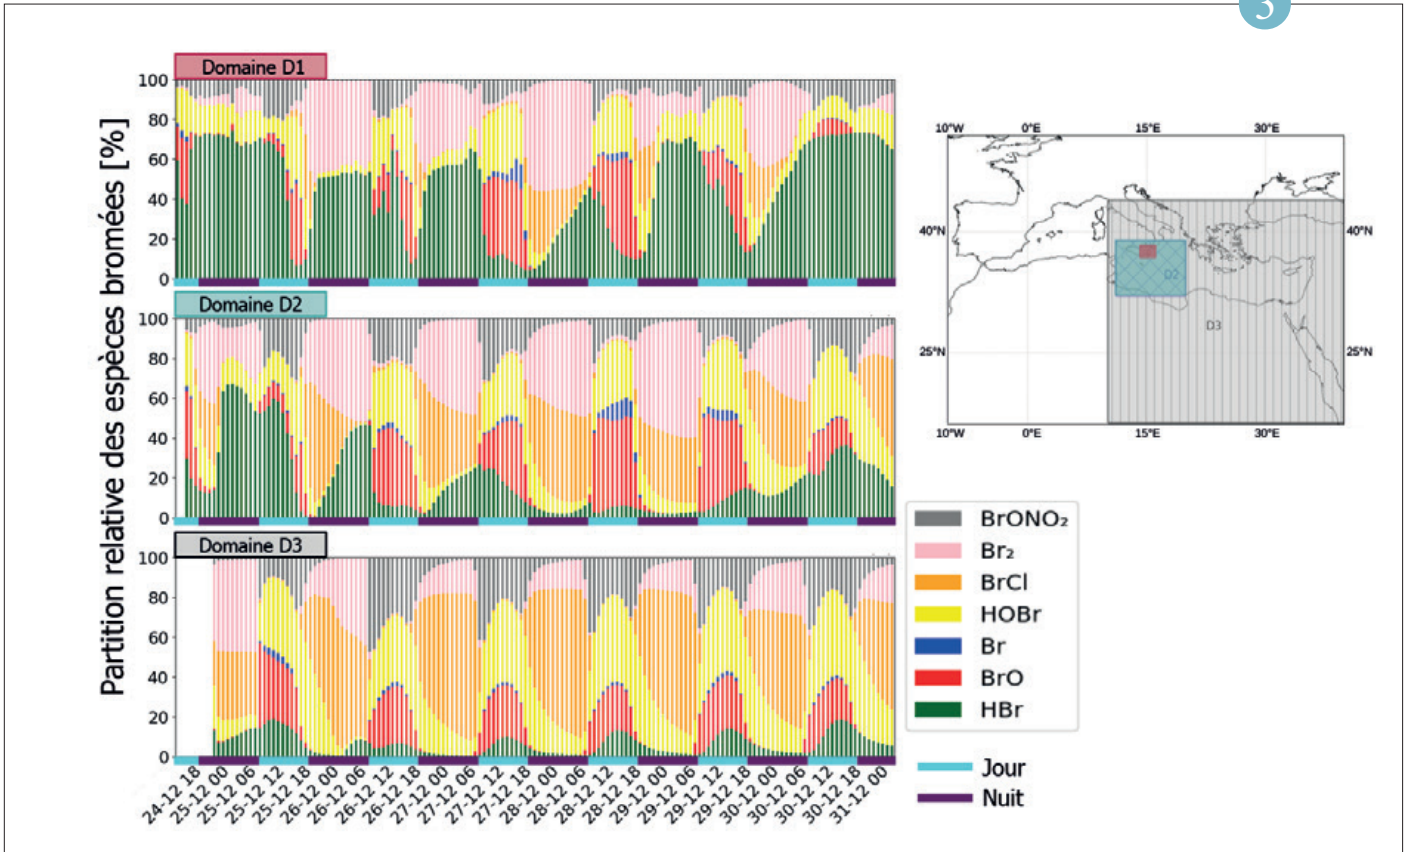 3
Domaine D1
100
80
60
40
20
0
Domaine D2
100
80
60
40
20
0
Domaine D3
100
80
60
40
20
0
Partition relative des espèces bromées [%]
24-12 18
25-12 00
25-12 06
25-12 12
25-12 18
26-12 00
26-12 06
26-12 12
26-12 18
27-12 00
27-12 06
27-12 12
27-12 18
28-12 00
28-12 06
28-12 12
28-12 18
29-12 00
29-12 06
29-12 12
29-12 18
30-12 00
30-12 06
30-12 12
30-12 18
31-12 00
10°W 0°E 15°E 30°E
40°N 40°N
D2
D3
25°N 25°N
10°W 0°E 15°E 30°E
BrONO₂
Br₂
BrCl
HOBr
Br
BrO
HBr
Jour
Nuit